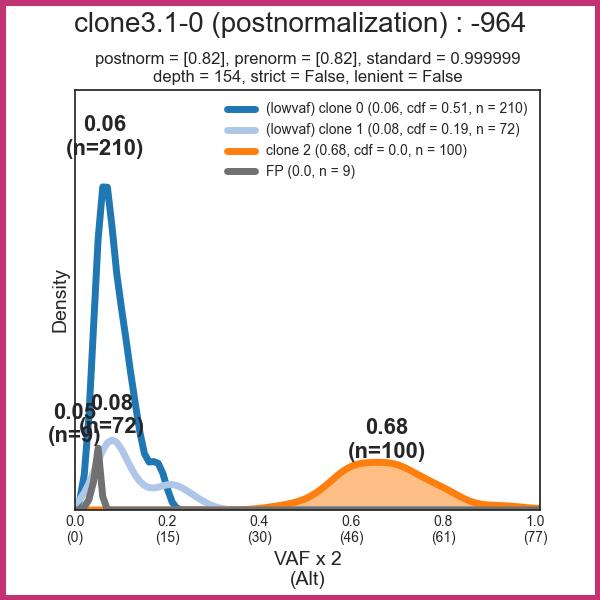 clone3.1-0 (postnormalization) : -964
postnorm = [0.82], prenorm = [0.82], standard = 0.999999
depth = 154, strict = False, lenient = False
(lowvaf) clone 0 (0.06, cdf = 0.51, n = 210)
(lowvaf) clone 1 (0.08, cdf = 0.19, n = 72)
clone 2 (0.68, cdf = 0.0, n = 100)
FP (0.0, n = 9)
0.06
(n=210)
Density
0.05
(n=9)
0.08
(n=72)
0.68
(n=100)
0.0 0.2 0.4 0.6 0.8 1.0
(0) (15) (30) (46) (61) (77)
VAF x 2
(Alt)